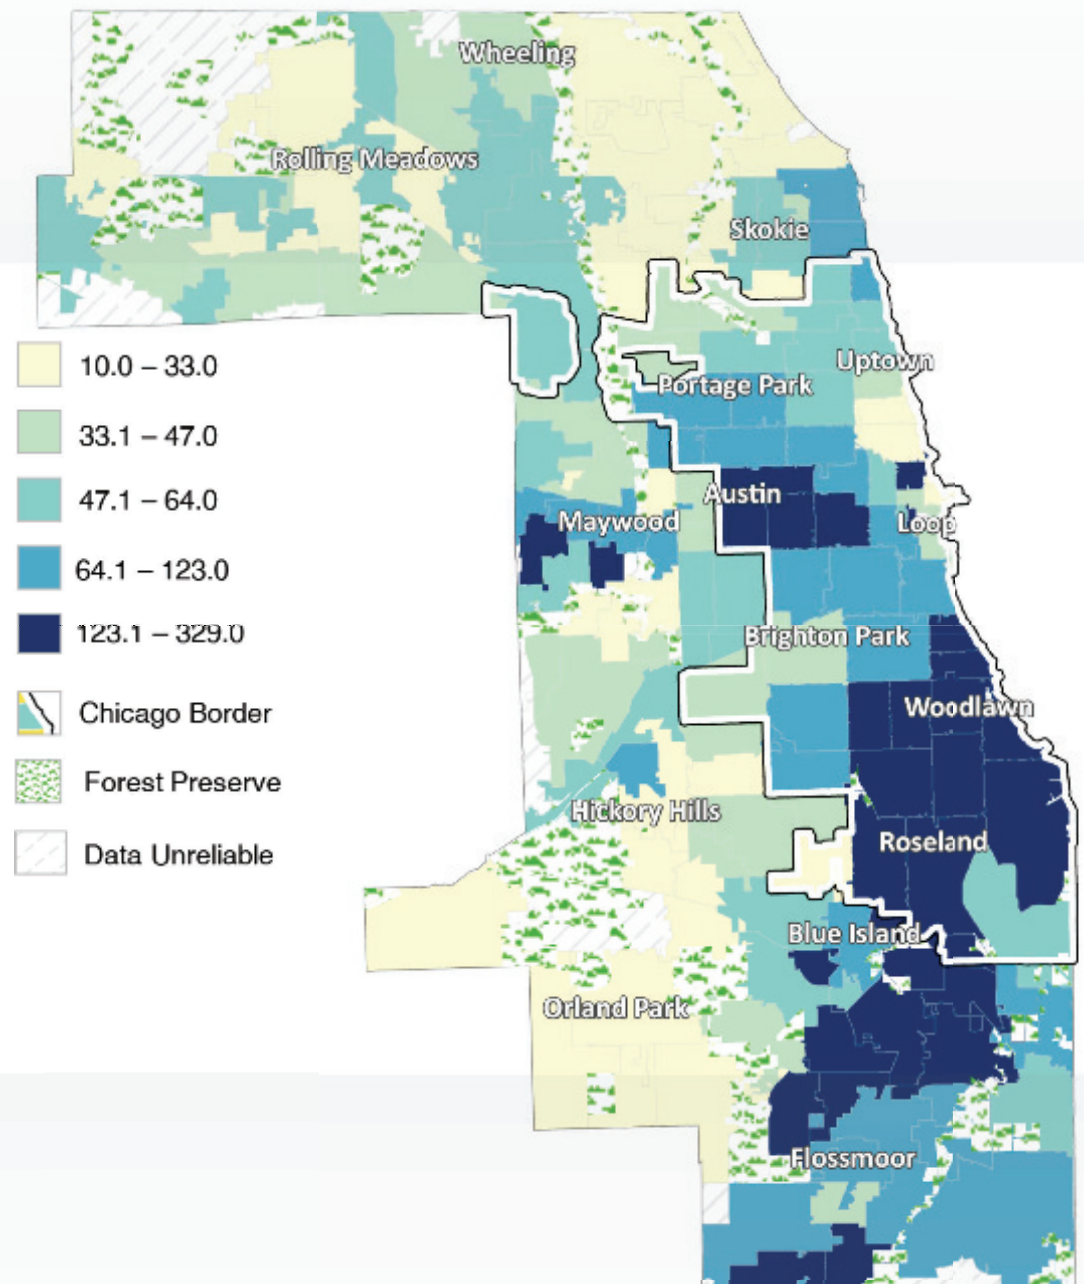 Wheeling
Rolling Meadows
Skokie
10.0 – 33.0
Uptown
Portage Park
33.1 – 47.0
47.1 – 64.0
Austin
Maywood
Loop
64.1 – 123.0
123.1 – 329.0
Brighton Park
Chicago Border
Woodlawn
Forest Preserve
Hickory Hills
Data Unreliable
Roseland
Blue Island
Orland Park
Flossmoor